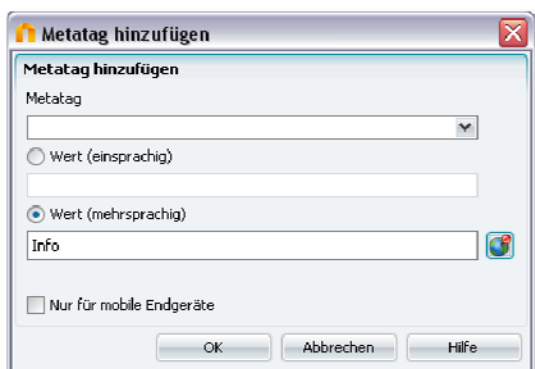 Metatag hinzufügen
Metatag hinzufügen
Metatag
Wert (einsprachig)
Wert (mehrsprachig)
Info
Nur für mobile Endgeräte
OK Abbrechen Hilfe